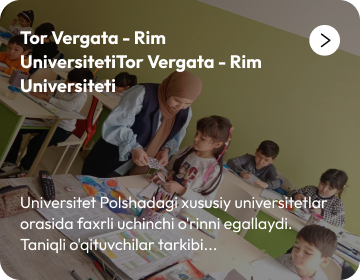 Tor Vergata - Rim
UniversitetiTor Vergata - Rim
Universiteti
Universitet Polshadagi xususiy universitetlar
orasida faxrli uchinchi o'rinni egallaydi.
Taniqli o'qituvchilar tarkibi...